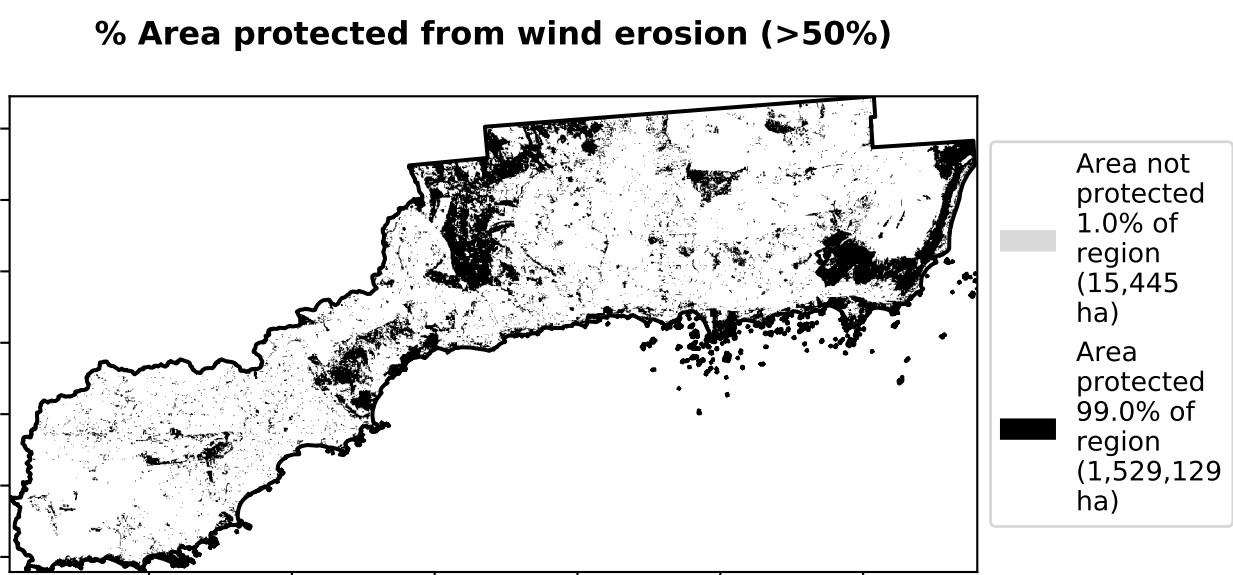 % Area protected from wind erosion (>50%)
Area not
protected
1.0% of
region
(15,445
ha)
Area
protected
99.0% of
region
(1,529,129
ha)